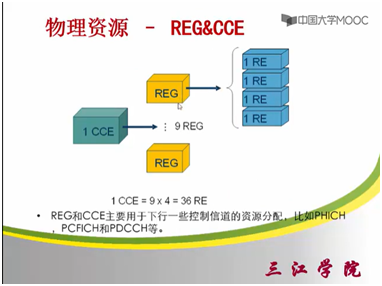 物理资源 - REG&CCE
中国大学MOOC
1 RE
REG
1 RE
1 RE
1 RE
1 CCE
⋮ 9 REG
REG
1 CCE = 9 x 4 = 36 RE
• REG和CCE主要用于下行一些控制信道的资源分配，比如PHICH
，PCFICH和PDCCH等。
三江学院